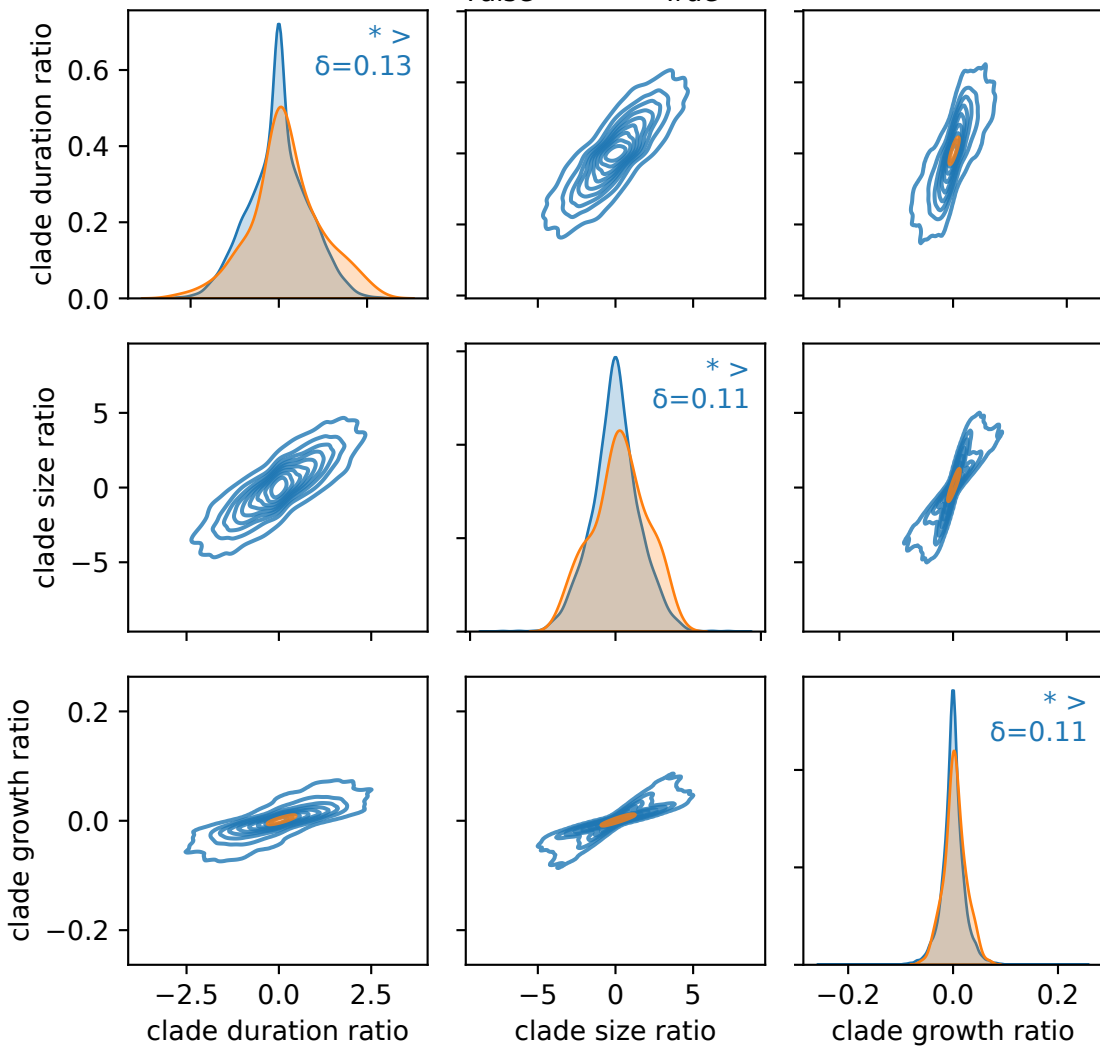 * >
δ=0.13
clade duration ratio
0.6
0.4
0.2
0.0
* >
δ=0.11
clade size ratio
5
0
−5
* >
δ=0.11
clade growth ratio
0.2
0.0
−0.2
−2.5 0.0 2.5
−5 0 5
−0.2 0.0 0.2
clade duration ratio
clade size ratio
clade growth ratio